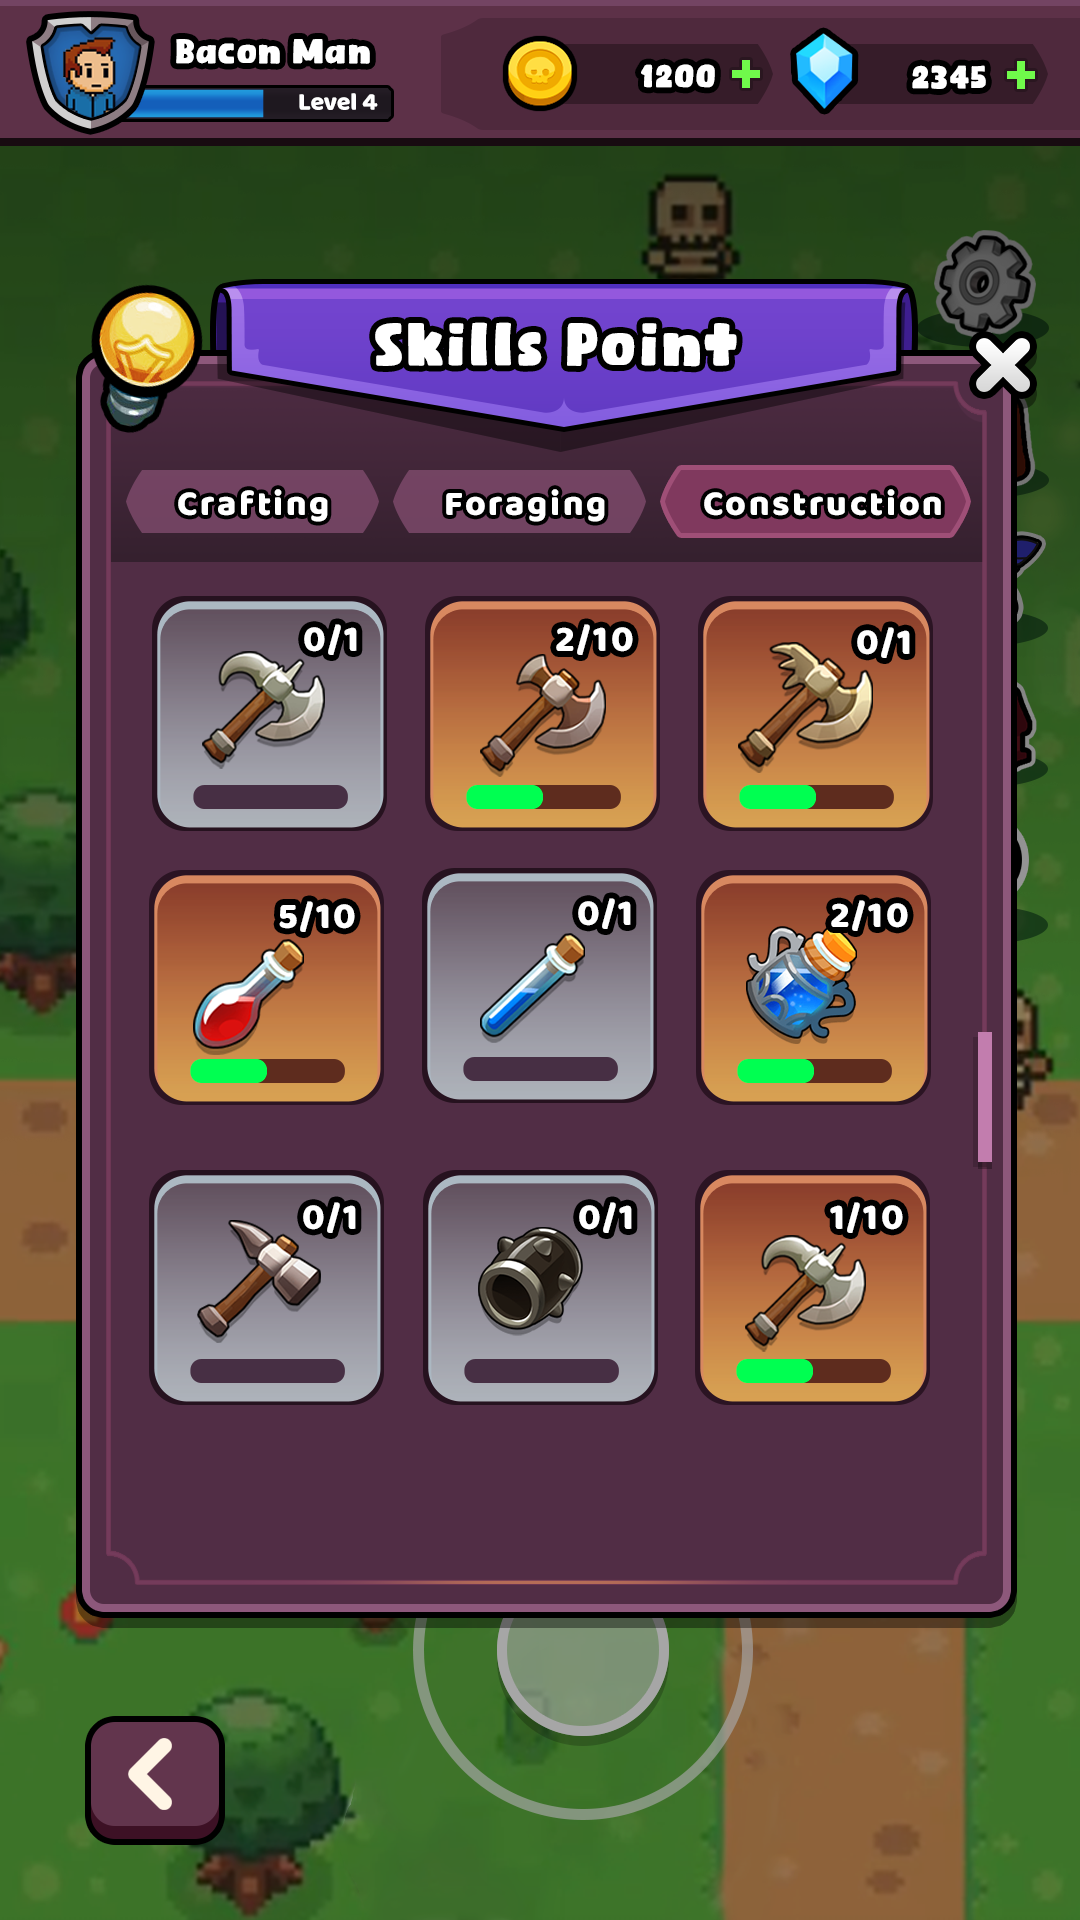 Bacon Man
Level 4
1200
2345
Skills Point
Crafting
Foraging
Construction
0/1
2/10
0/1
5/10
0/1
2/10
0/1
0/1
1/10